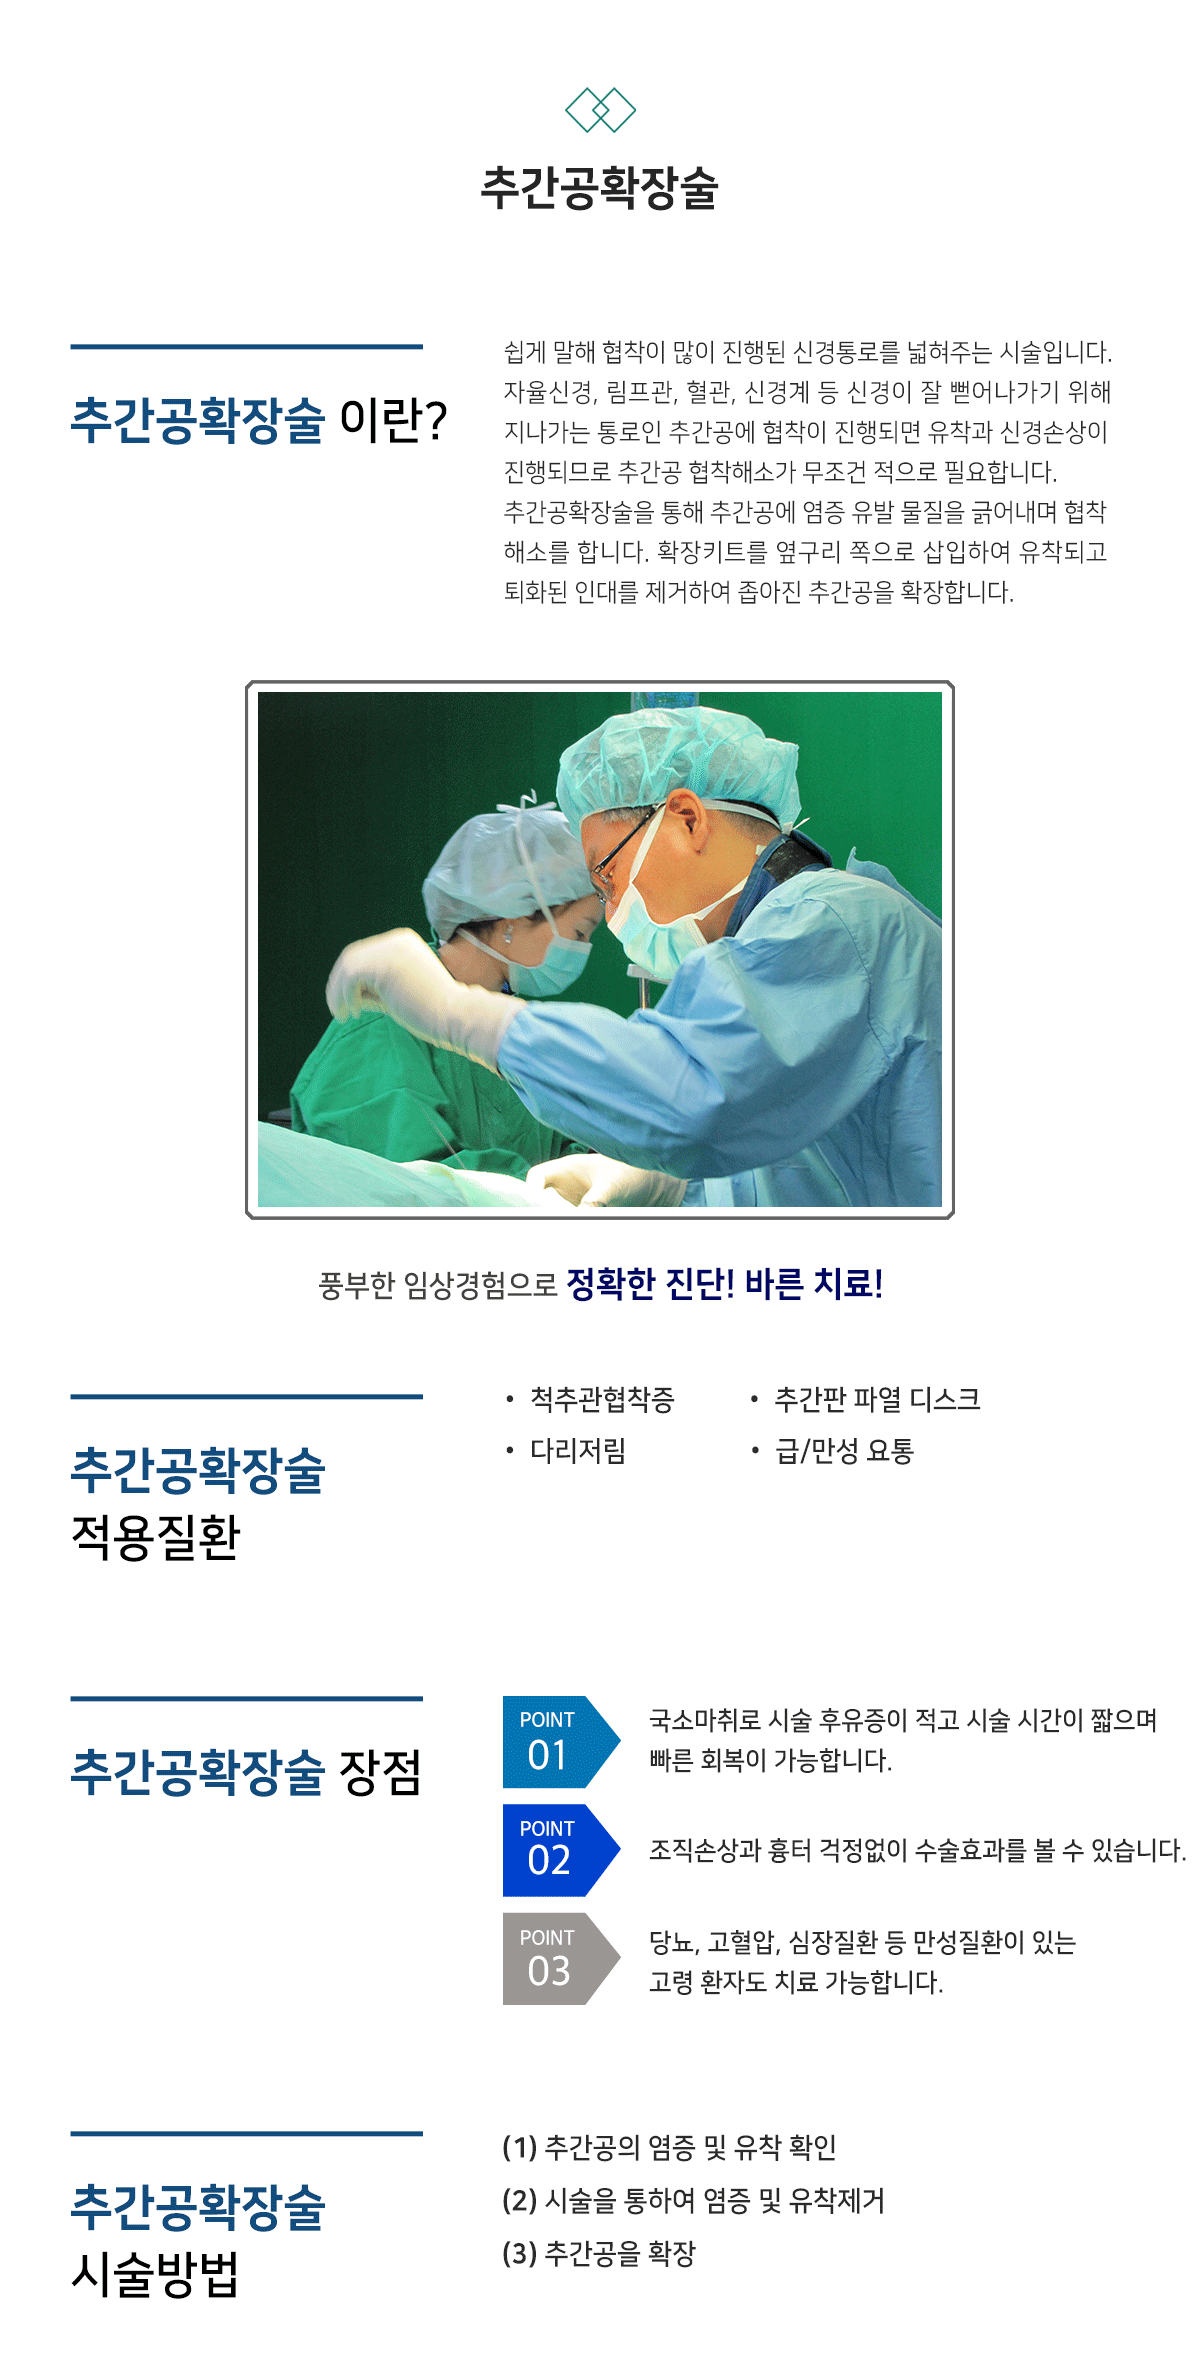 추간공확장술
추간공확장술 이란?
쉽게 말해 협착이 많이 진행된 신경통로를 넓혀주는 시술입니다.
자율신경, 림프관, 혈관, 신경계 등 신경이 잘 뻗어나가기 위해
지나가는 통로인 추간공에 협착이 진행되면 유착과 신경손상이
진행되므로 추간공 협착해소가 무조건 적으로 필요합니다.
추간공확장술을 통해 추간공에 염증 유발 물질을 긁어내며 협착
해소를 합니다. 확장키트를 옆구리 쪽으로 삽입하여 유착되고
퇴화된 인대를 제거하여 좁아진 추간공을 확장합니다.
풍부한 임상경험으로 정확한 진단! 바른 치료!
추간공확장술
적용질환
• 척추관협착증
• 추간판 파열 디스크
• 다리저림
• 급/만성 요통
추간공확장술 장점
POINT
01
국소마취로 시술 후유증이 적고 시술 시간이 짧으며
빠른 회복이 가능합니다.
POINT
02
조직손상과 흉터 걱정없이 수술효과를 볼 수 있습니다.
POINT
03
당뇨, 고혈압, 심장질환 등 만성질환이 있는
고령 환자도 치료 가능합니다.
추간공확장술
시술방법
(1) 추간공의 염증 및 유착 확인
(2) 시술을 통하여 염증 및 유착제거
(3) 추간공을 확장